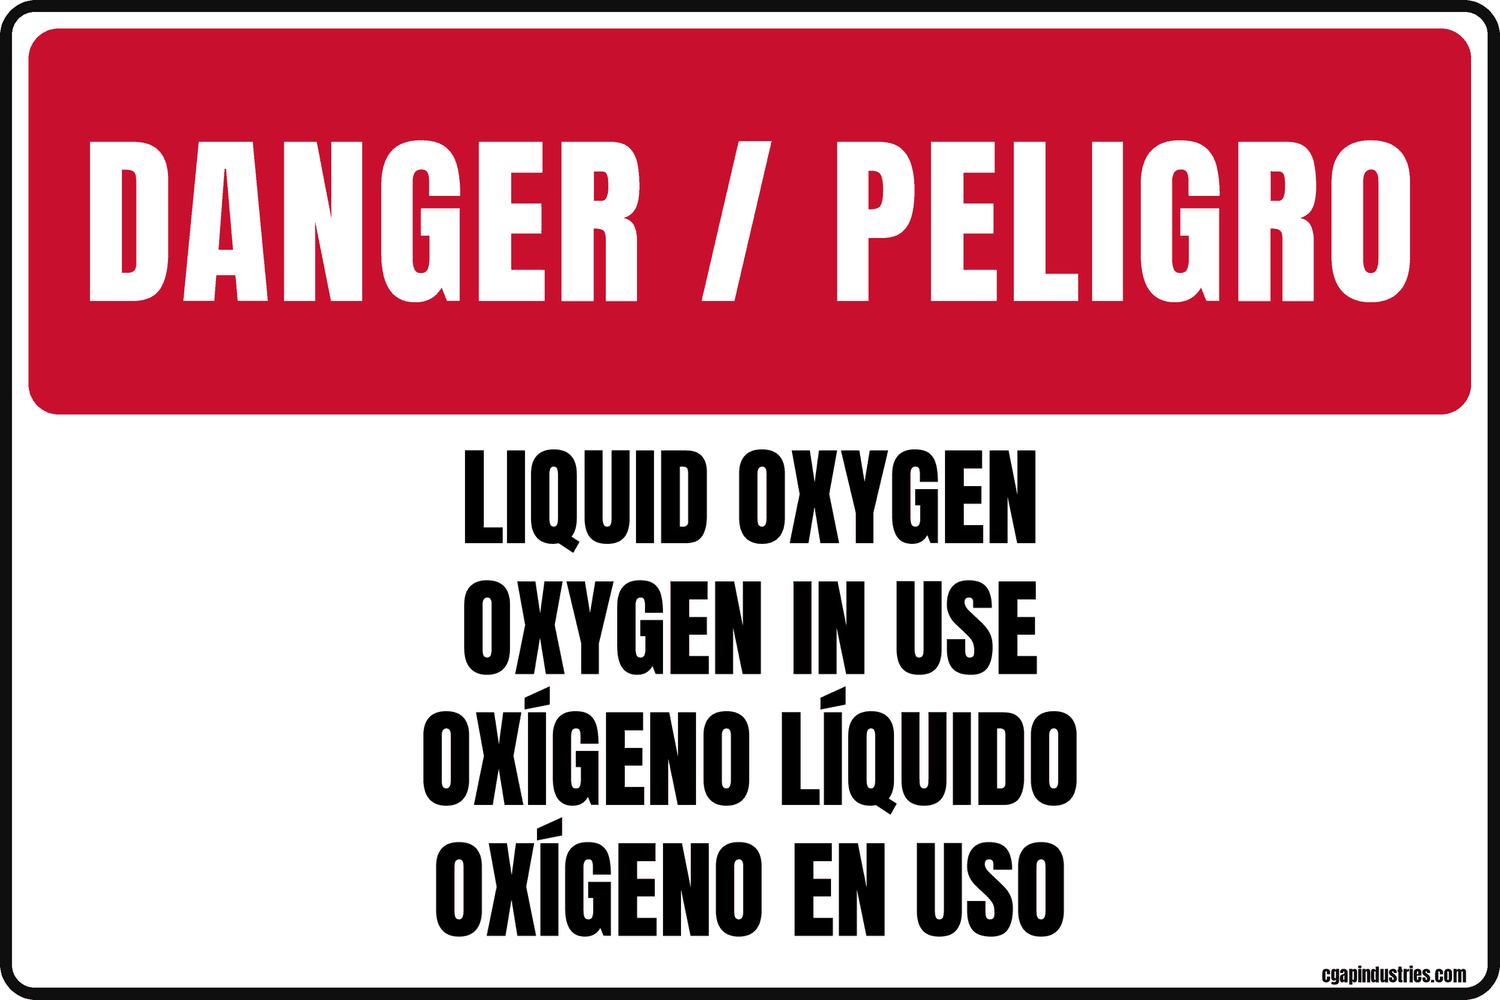 DANGER / PELIGRO
LIQUID OXYGEN
OXYGEN IN USE
OXÍGENO LÍQUIDO
OXÍGENO EN USO
cgapindustries.com